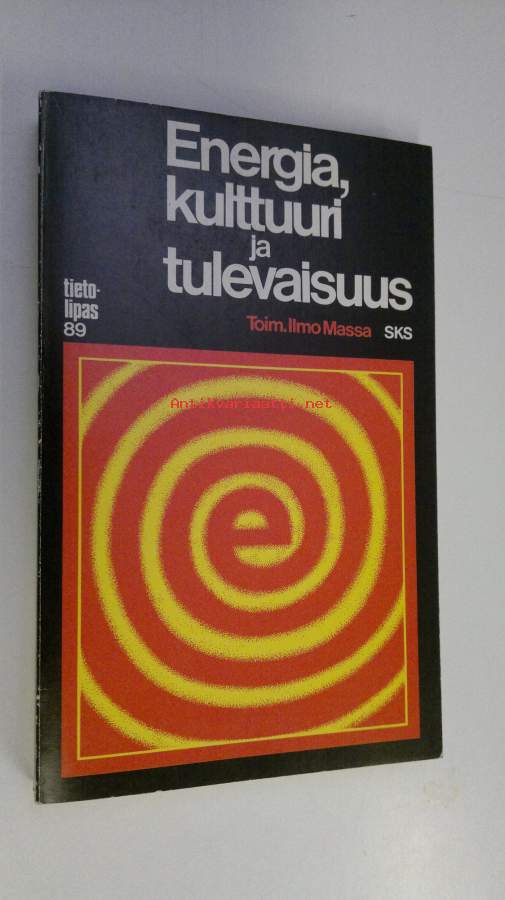 Energia,
kulttuuri
ja
tulevaisuus
tieto-
lipas
89
Toim. Ilmo Massa SKS
Antikvariaatti.net
e